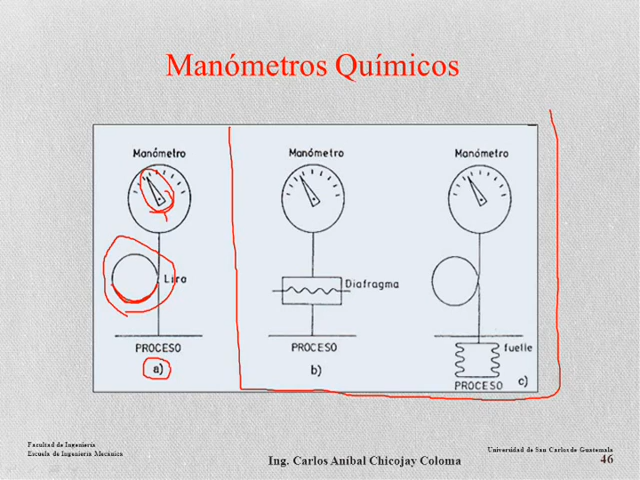 Manómetros Químicos
Manómetro
Lira
PROCESO
a)
Manómetro
Diafragma
PROCESO
b)
Manómetro
fuelle
PROCESO
c)
Facultad de Ingeniería
Escuela de Ingeniería Mecánica
Ing. Carlos Aníbal Chicojay Coloma
Universidad de San Carlos de Guatemala
46